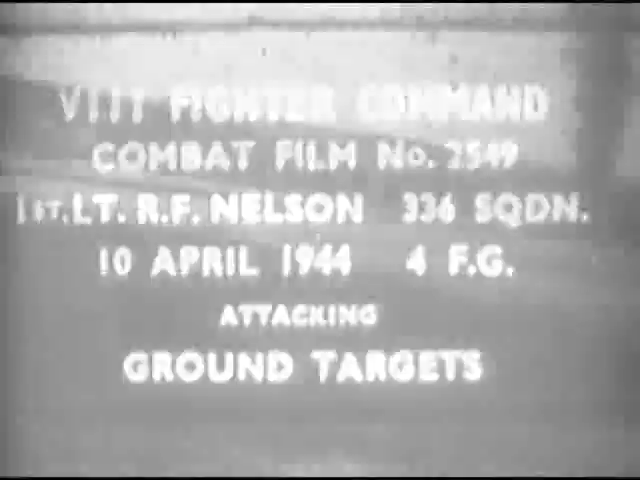 VIII FIGHTER COMMAND
COMBAT FILM No. 2549
1ST. LT. R.F. NELSON 336 SQDN.
10 APRIL 1944 4 F.G.
ATTACKING
GROUND TARGETS